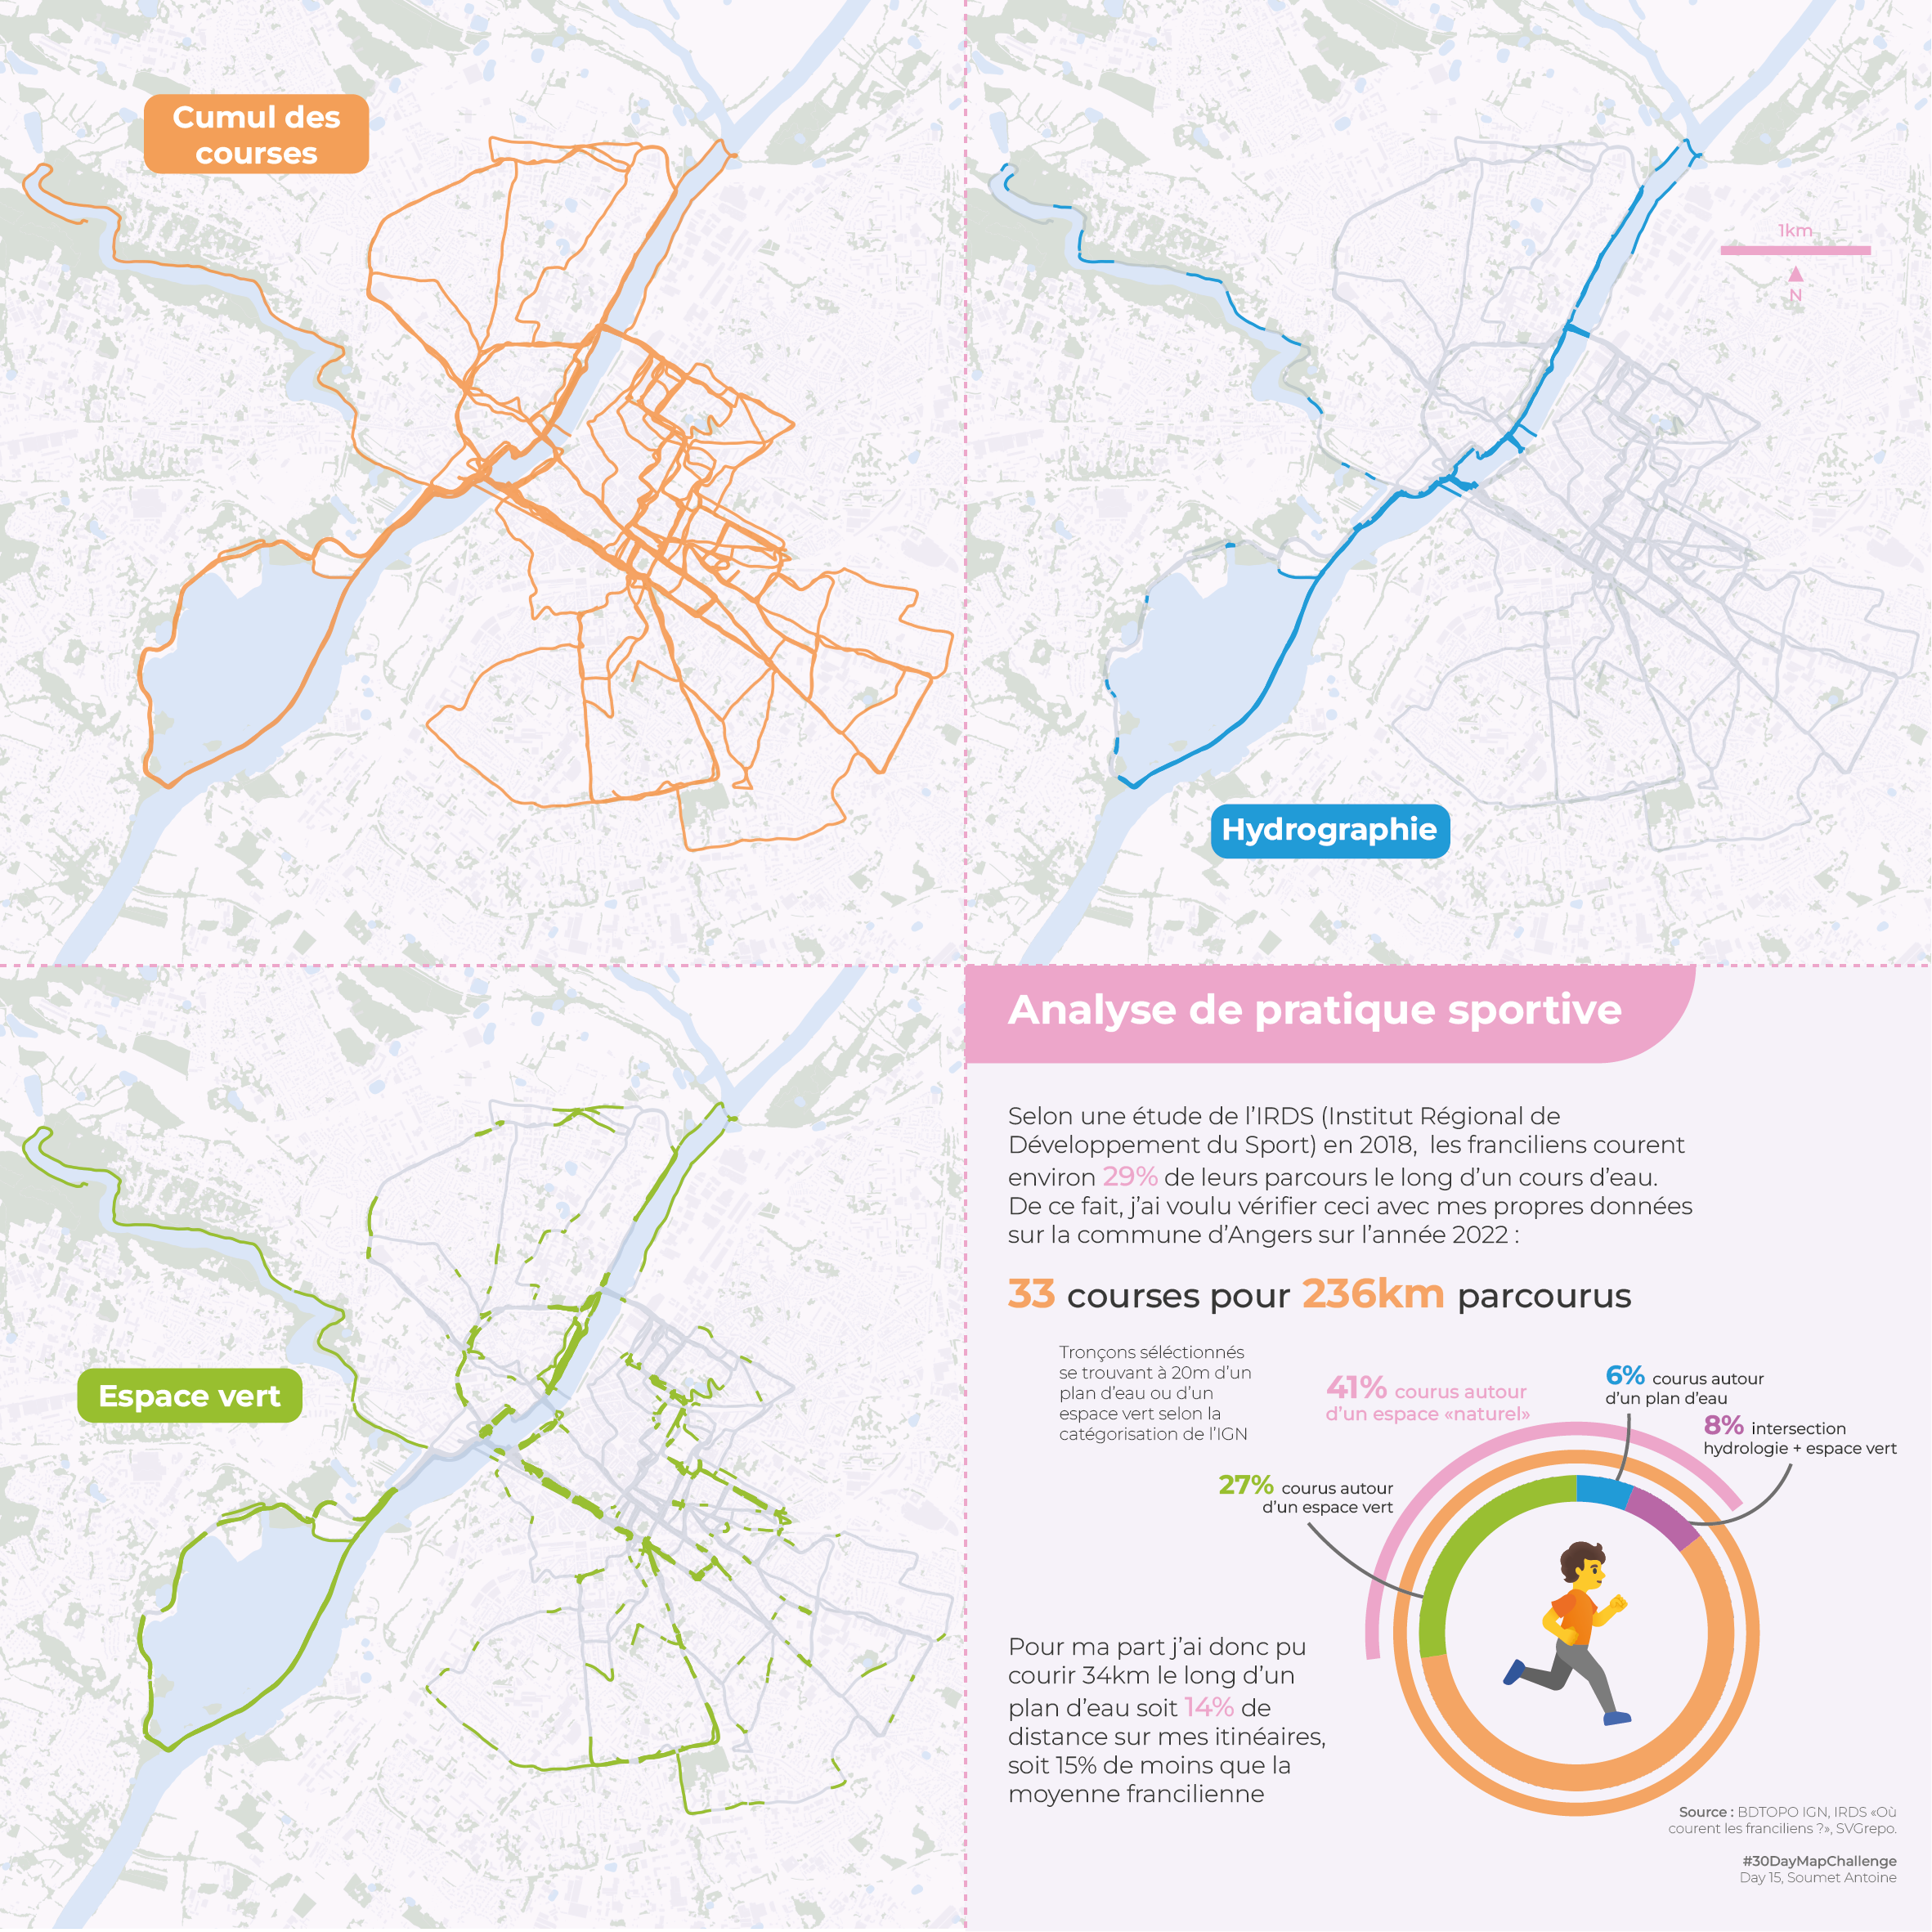 Cumul des
courses
1km
N
Hydrographie
Espace vert
Analyse de pratique sportive
Selon une étude de l’IRDS (Institut Régional de
Développement du Sport) en 2018, les franciliens courent
environ 29% de leurs parcours le long d’un cours d’eau.
De ce fait, j’ai voulu vérifier ceci avec mes propres données
sur la commune d’Angers sur l’année 2022 :
33 courses pour 236km parcourus
Tronçons séléctionnés
se trouvant à 20m d’un
plan d’eau ou d’un
espace vert selon la
catégorisation de l’IGN
41% courus autour
d’un espace «naturel»
6% courus autour
d’un plan d’eau
8% intersection
hydrologie + espace vert
27% courus autour
d’un espace vert
Pour ma part j’ai donc pu
courir 34km le long d’un
plan d’eau soit 14% de
distance sur mes itinéaires,
soit 15% de moins que la
moyenne francilienne
Source : BDTOPO IGN, IRDS «Où
courent les franciliens ?», SVGrepo.
#30DayMapChallenge
Day 15, Soumet Antoine